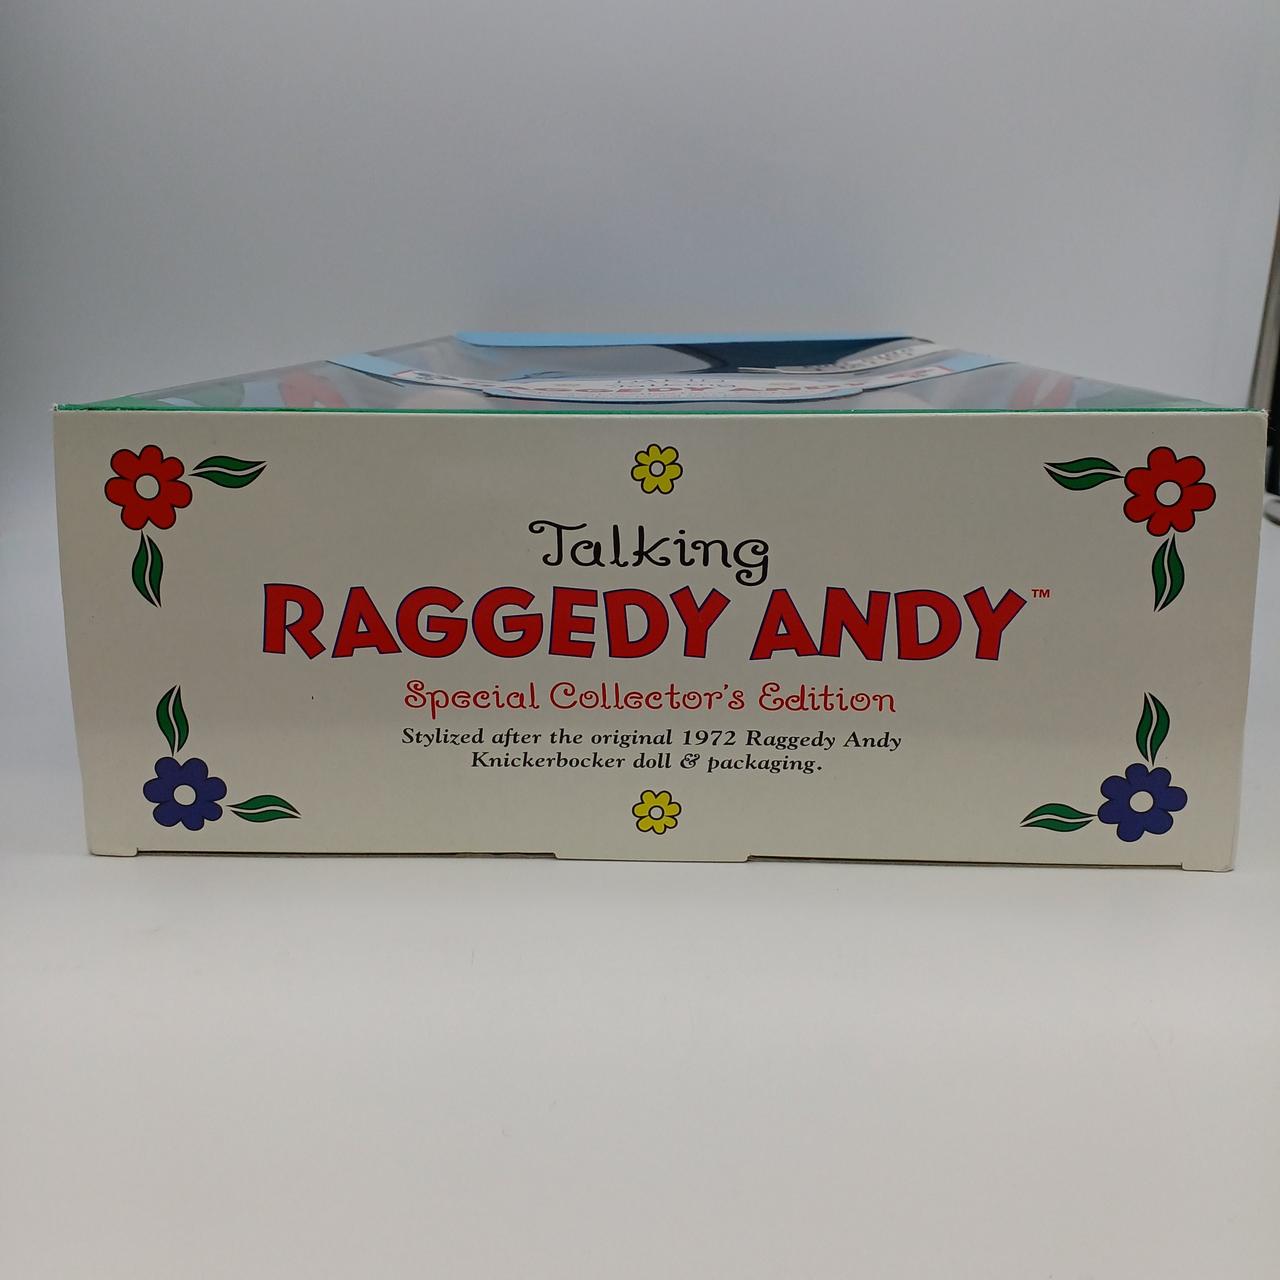 Talking
RAGGEDY ANDY™
Special Collector's Edition
Stylized after the original 1972 Raggedy Andy
Knickerbocker doll & packaging.